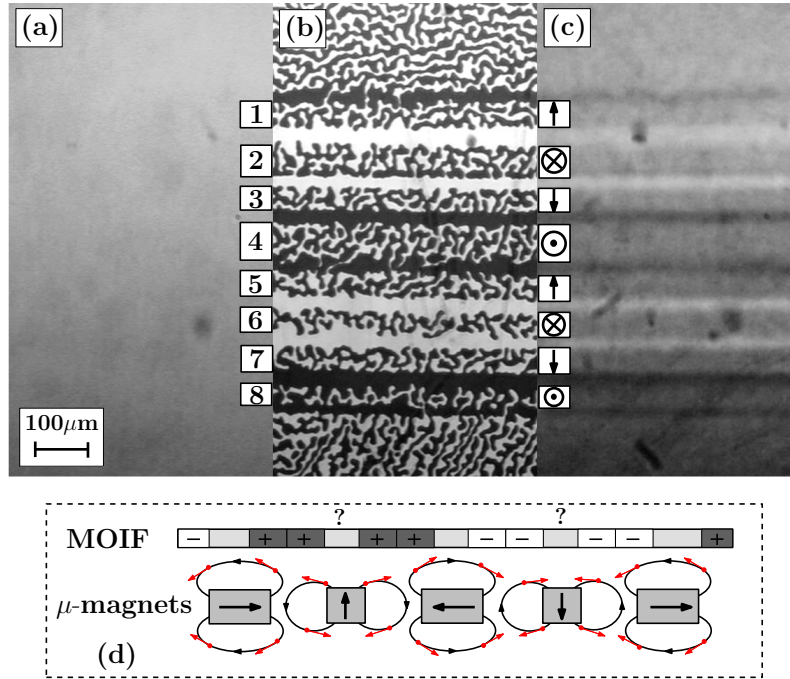 (a)
(b)
(c)
1
2
3
4
5
6
7
8
100μm
? ?
MOIF − + + + + − − − − +
μ-magnets
(d)